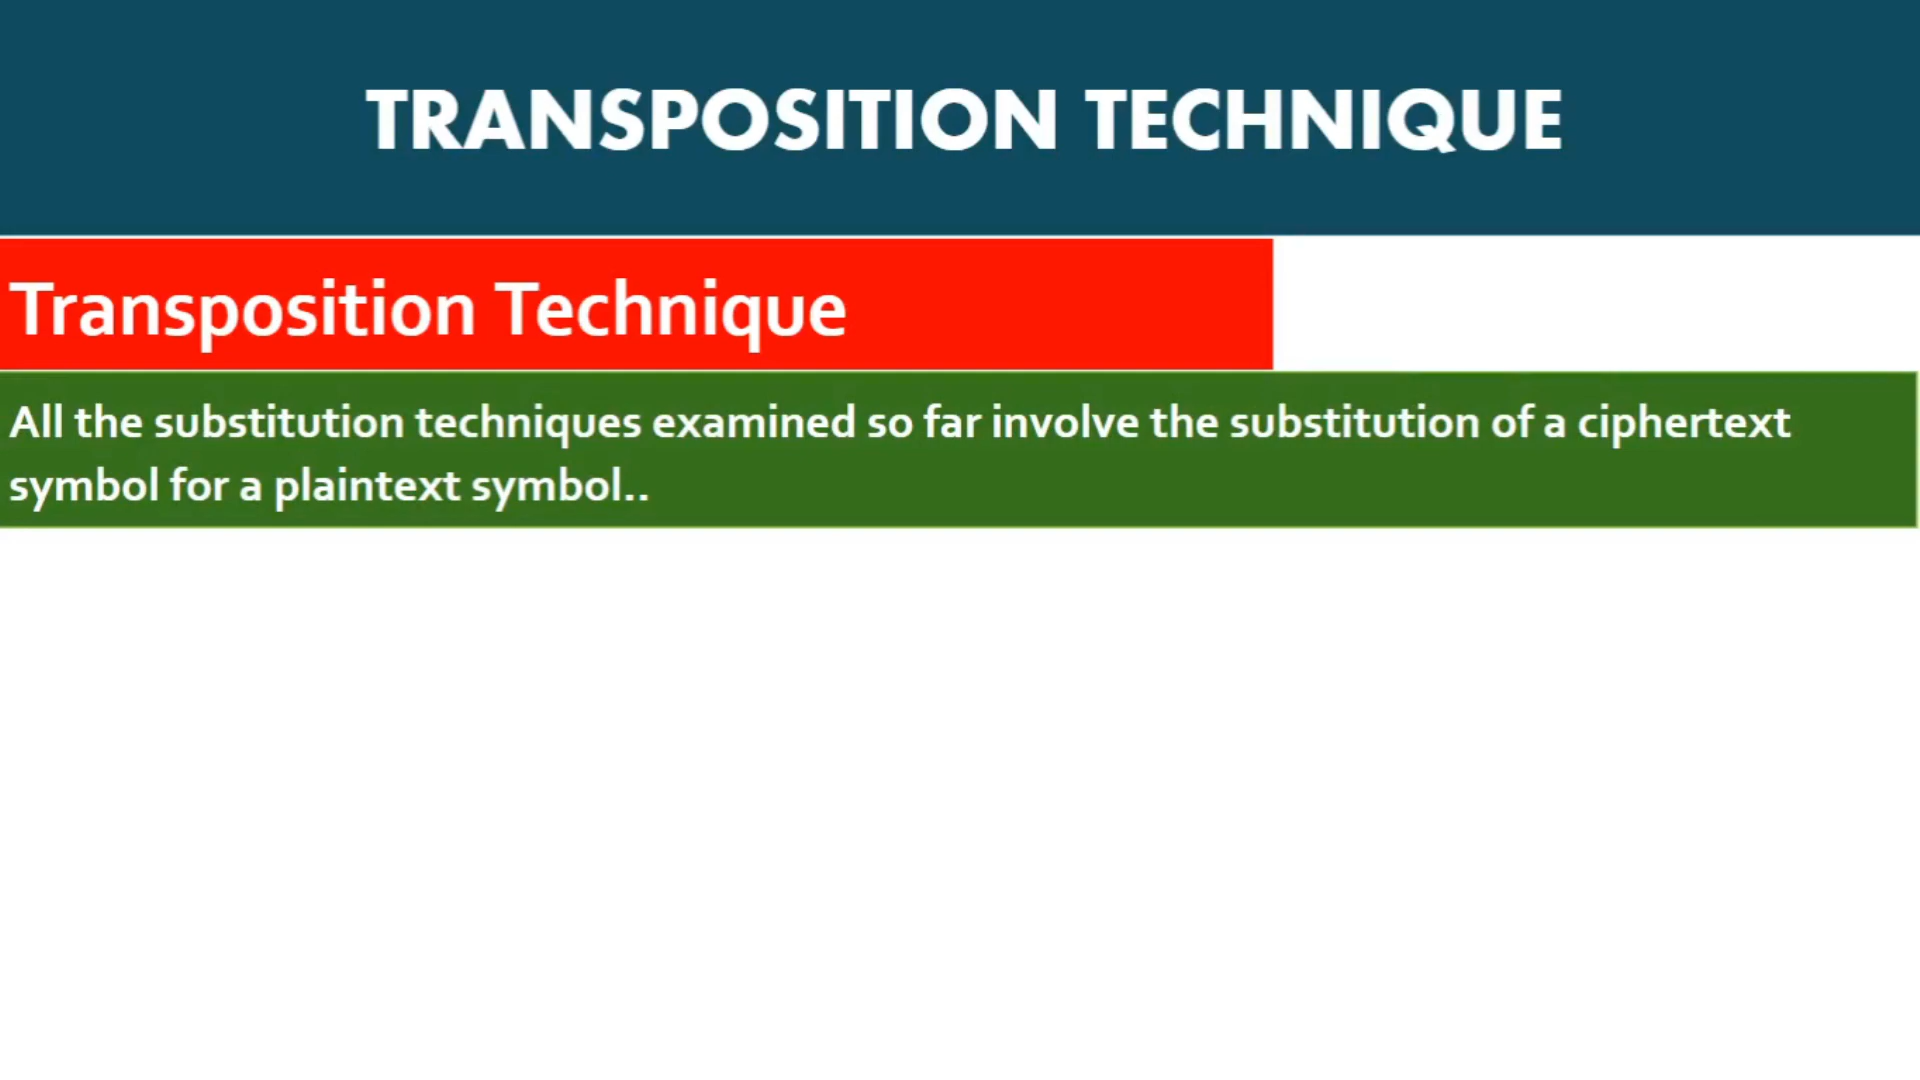 TRANSPOSITION TECHNIQUE
Transposition Technique
All the substitution techniques examined so far involve the substitution of a ciphertext
symbol for a plaintext symbol..